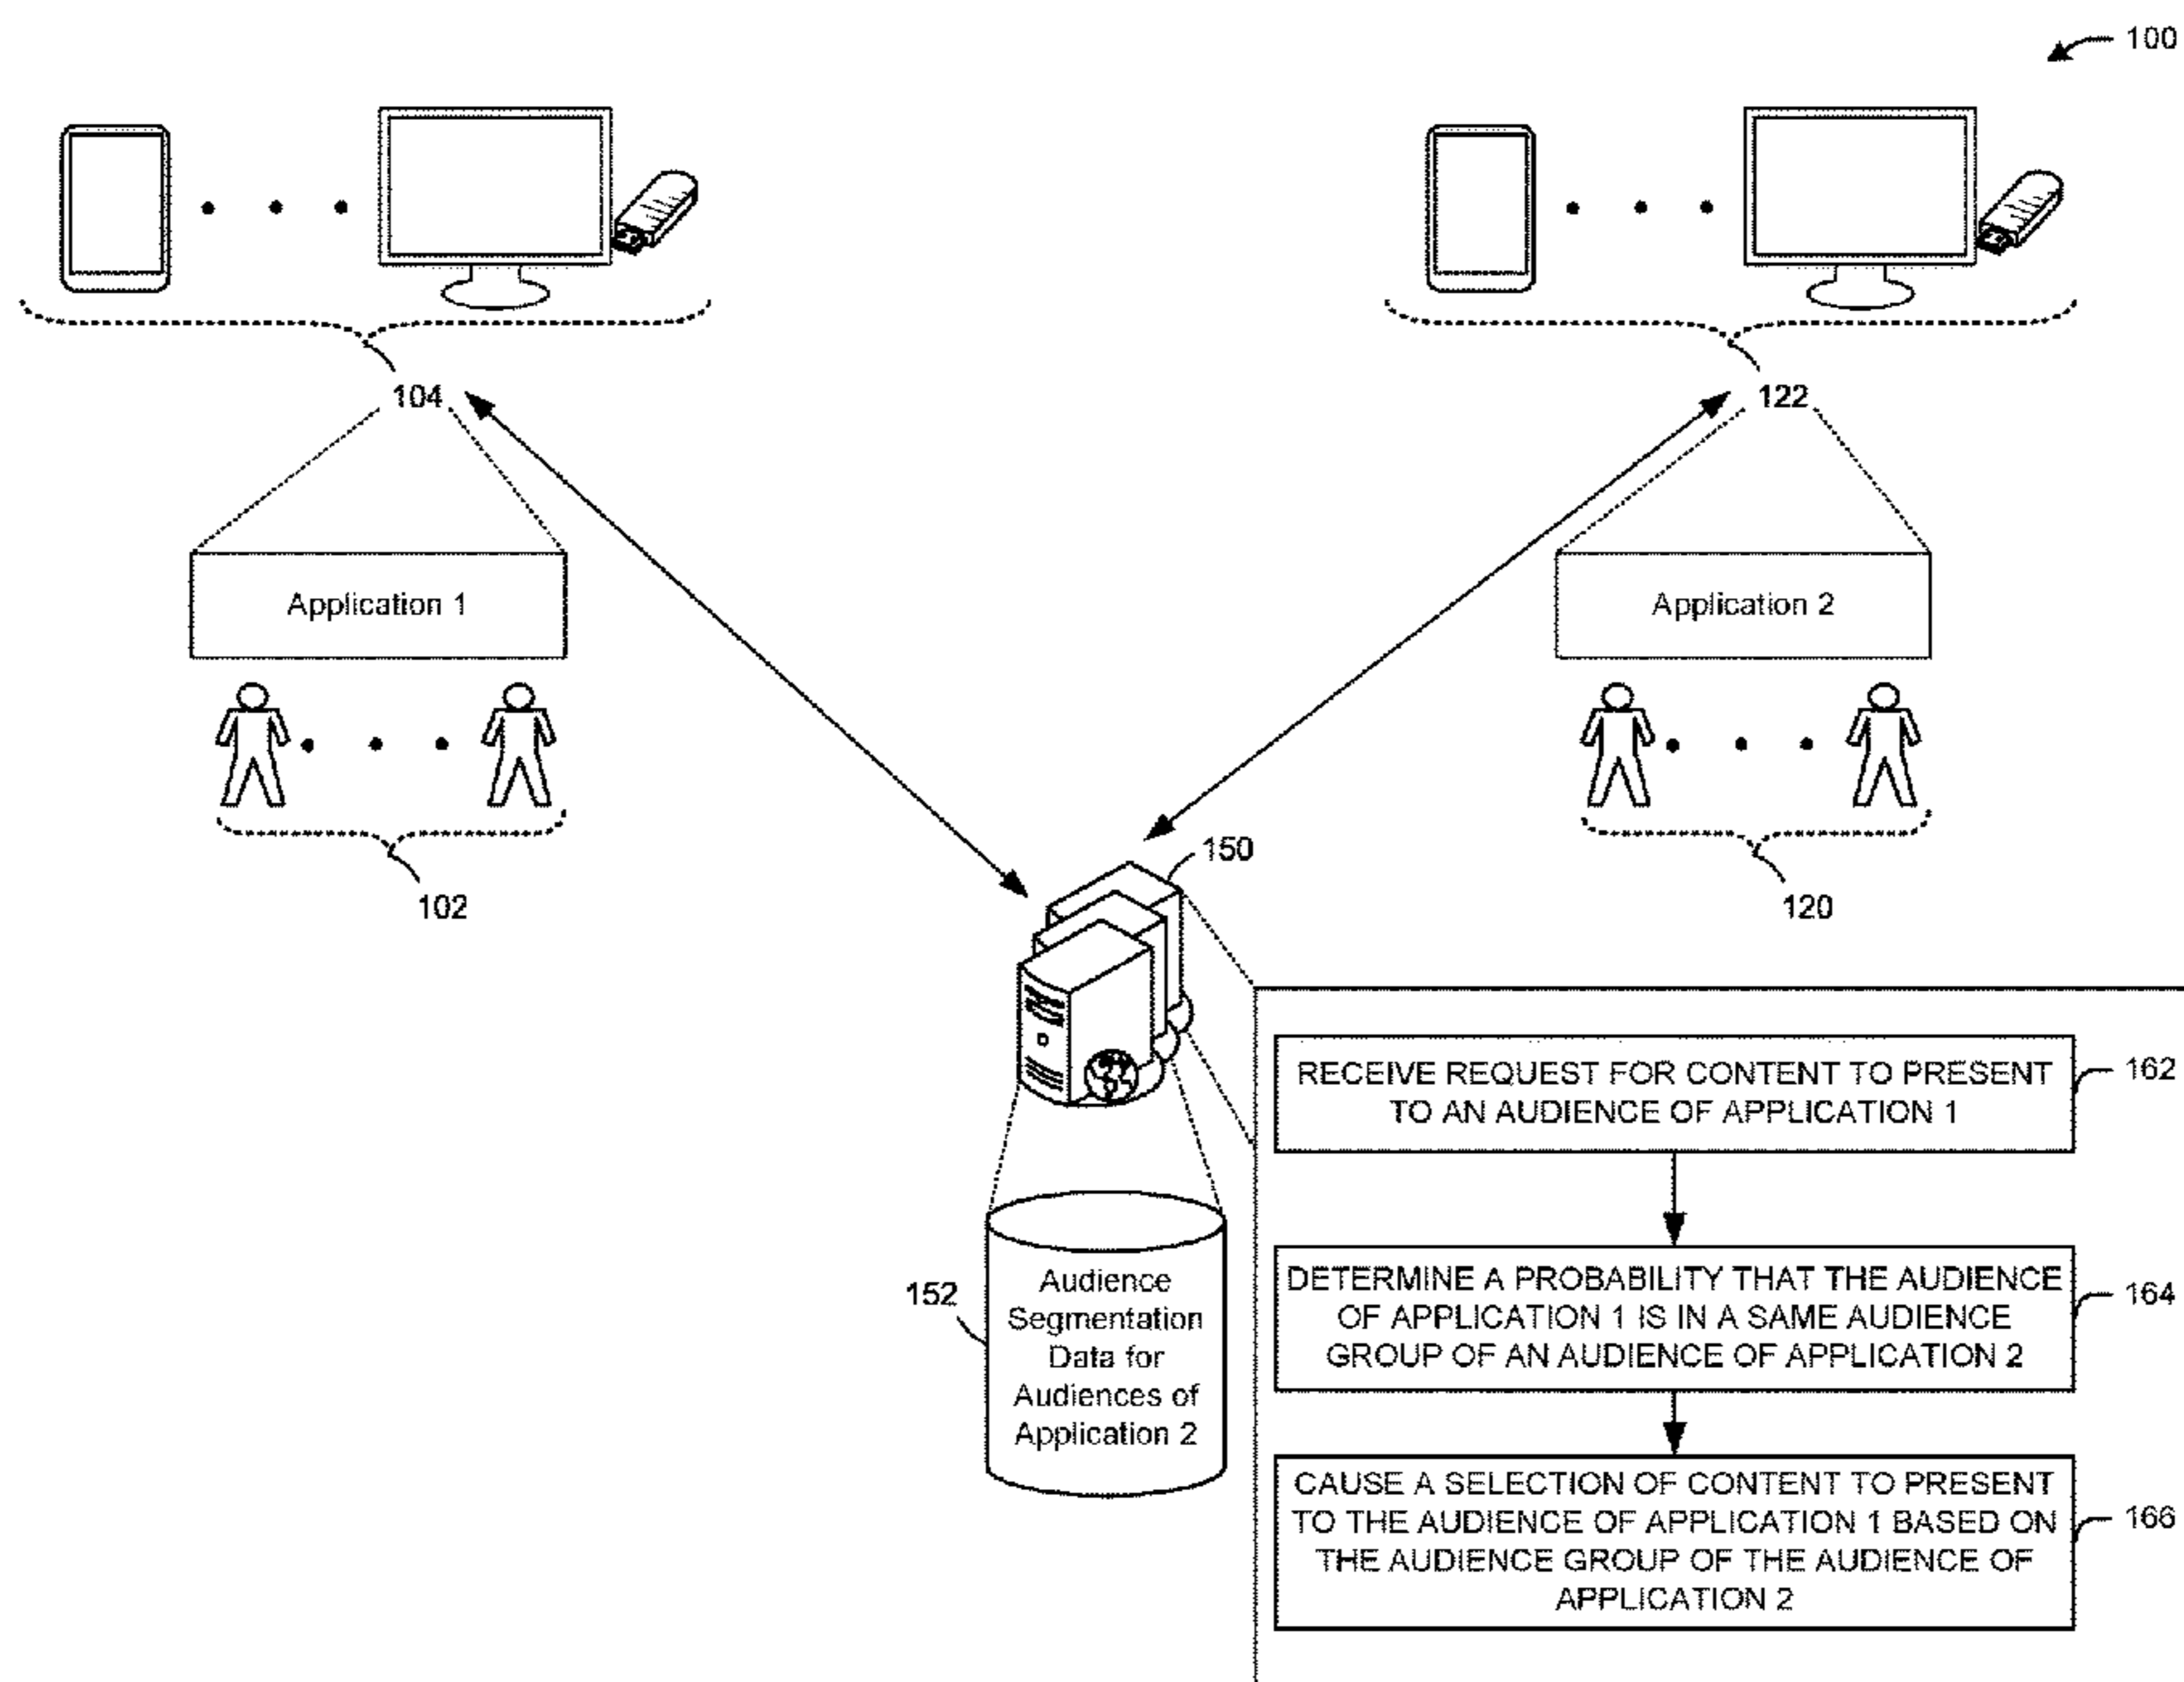 100
104
122
Application 1
Application 2
102
120
150
RECEIVE REQUEST FOR CONTENT TO PRESENT
TO AN AUDIENCE OF APPLICATION 1
162
DETERMINE A PROBABILITY THAT THE AUDIENCE
OF APPLICATION 1 IS IN A SAME AUDIENCE
GROUP OF AN AUDIENCE OF APPLICATION 2
164
152
Audience
Segmentation
Data for
Audiences of
Application 2
CAUSE A SELECTION OF CONTENT TO PRESENT
TO THE AUDIENCE OF APPLICATION 1 BASED ON
THE AUDIENCE GROUP OF THE AUDIENCE OF
APPLICATION 2
166